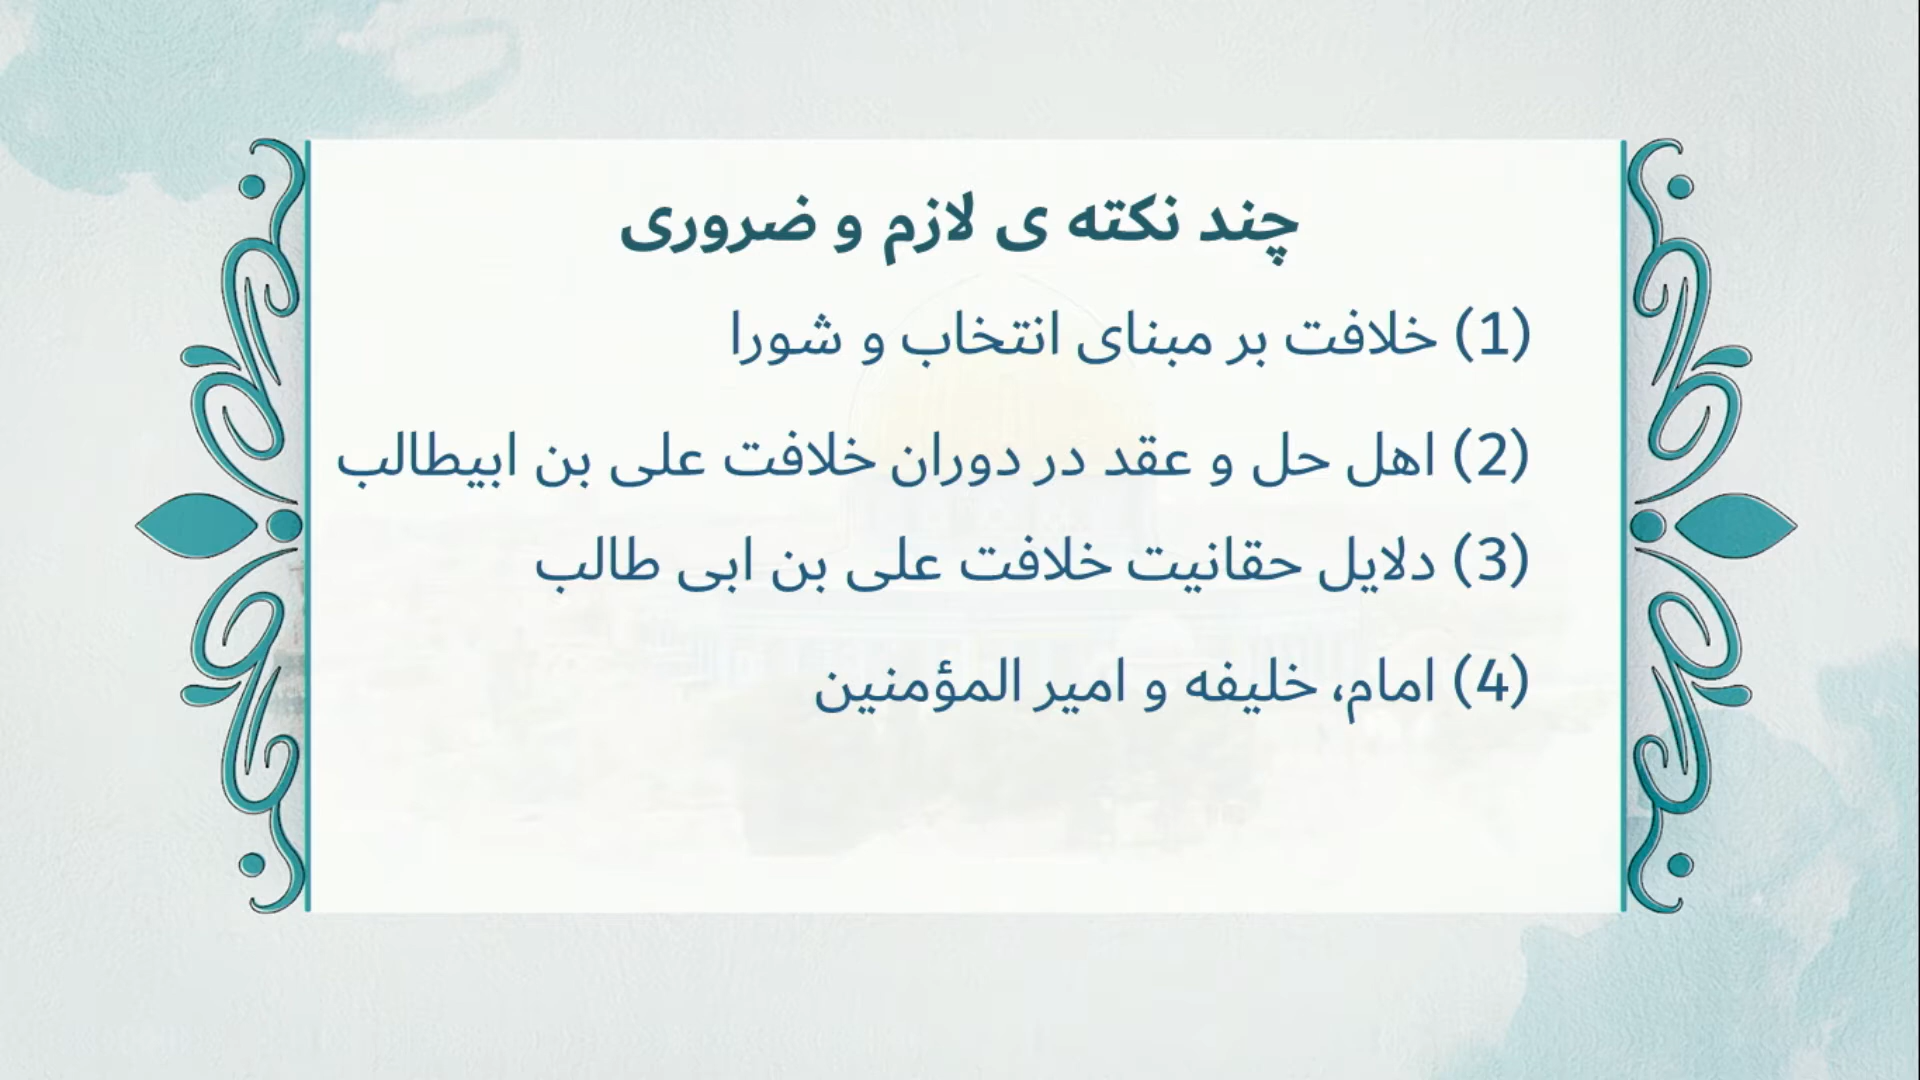 چند نکته ی لازم و ضروری
(1) خلافت بر مبنای انتخاب و شورا
(2) اهل حل و عقد در دوران خلافت علی بن ابیطالب
(3) دلایل حقانیت خلافت علی بن ابی طالب
(4) امام، خلیفه و امیر المؤمنین